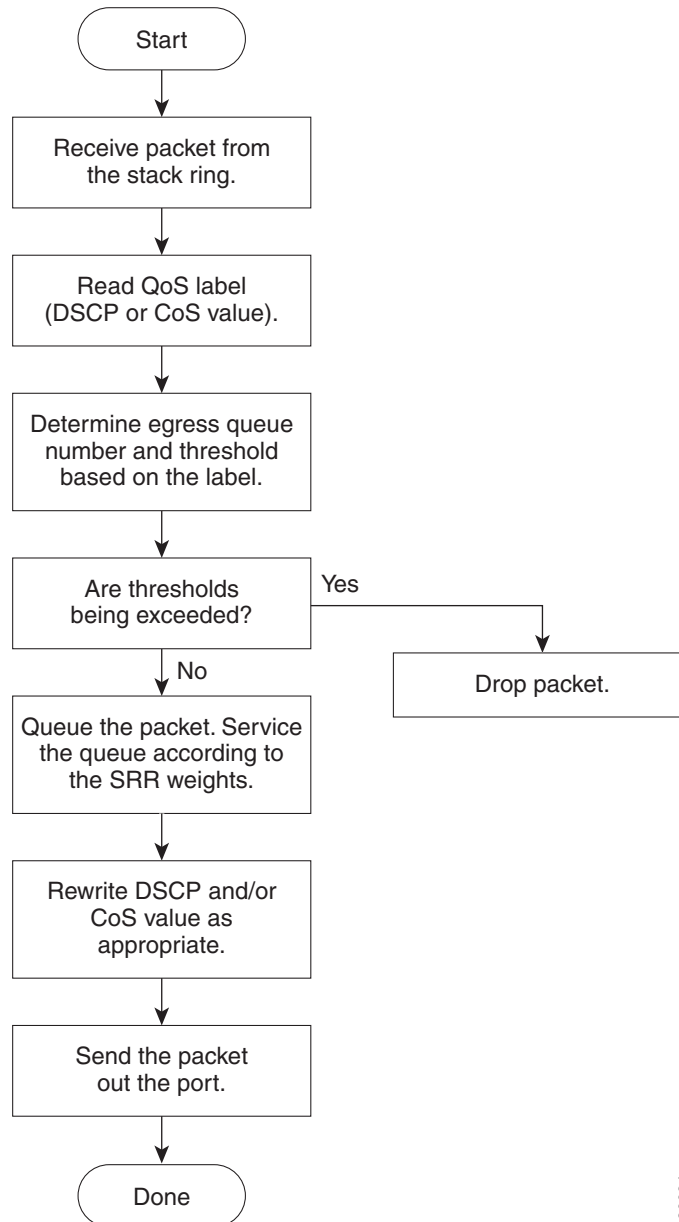 Start
Receive packet from
the stack ring.
Read QoS label
(DSCP or CoS value).
Determine egress queue
number and threshold
based on the label.
Are thresholds
being exceeded?
Yes
No
Drop packet.
Queue the packet. Service
the queue according to
the SRR weights.
Rewrite DSCP and/or
CoS value as
appropriate.
Send the packet
out the port.
Done